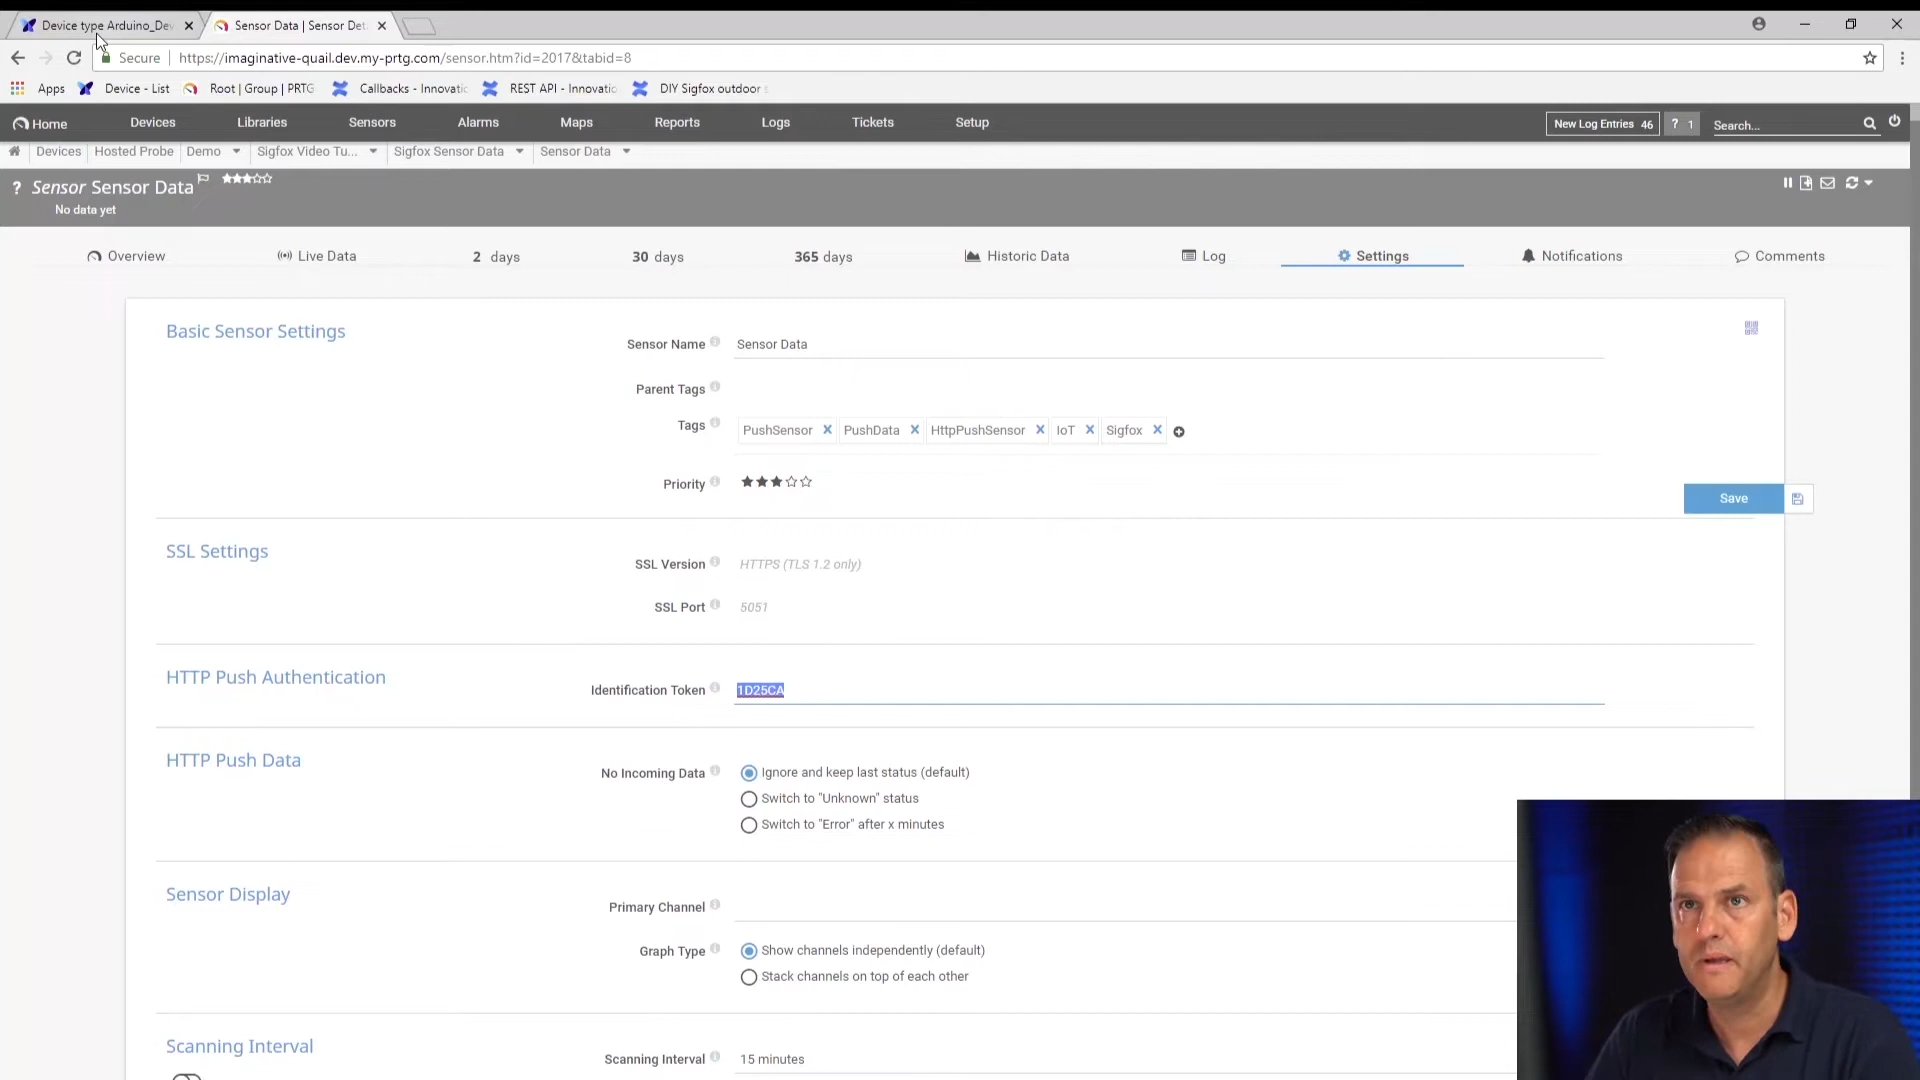 Device type Arduino_Dev
Sensor Data | Sensor Det
Secure
https://imaginative-quail.dev.my-prtg.com/sensor.htm?id=2017&tabid=8
Apps
Device - List
Root | Group | PRTG
Callbacks - Innovatic
REST API - Innovatio
DIY Sigfox outdoor s
Home
Devices
Libraries
Sensors
Alarms
Maps
Reports
Logs
Tickets
Setup
New Log Entries 46
? 1
Search...
Devices
Hosted Probe
Demo
Sigfox Video Tu...
Sigfox Sensor Data
Sensor Data
? Sensor Sensor Data
No data yet
Overview
Live Data
2 days
30 days
365 days
Historic Data
Log
Settings
Notifications
Comments
Basic Sensor Settings
Sensor Name
Sensor Data
Parent Tags
Tags
PushSensor
PushData
HttpPushSensor
IoT
Sigfox
Priority
Save
SSL Settings
SSL Version
HTTPS (TLS 1.2 only)
SSL Port
5051
HTTP Push Authentication
Identification Token
1D25CA
HTTP Push Data
No Incoming Data
Ignore and keep last status (default)
Switch to "Unknown" status
Switch to "Error" after x minutes
Sensor Display
Primary Channel
Graph Type
Show channels independently (default)
Stack channels on top of each other
Scanning Interval
Scanning Interval
15 minutes